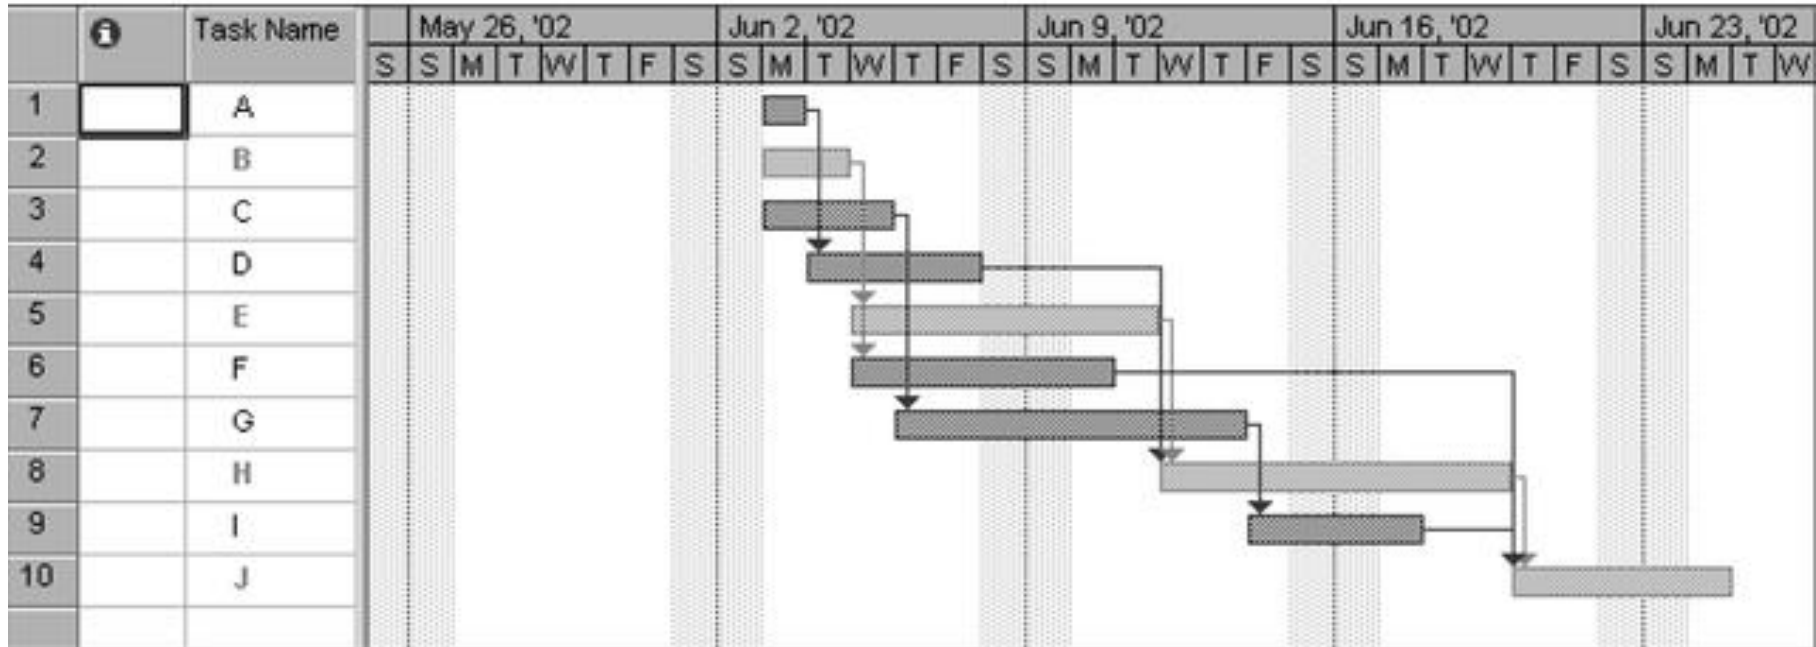 Task Name May 26, '02 Jun 2, '02 Jun 9, '02 Jun 16, '02 Jun 23, '02
S S M T W T F S S M T W T F S S M T W T F S S M T W T F S S M T W
1 A
2 B
3 C
4 D
5 E
6 F
7 G
8 H
9 I
10 J